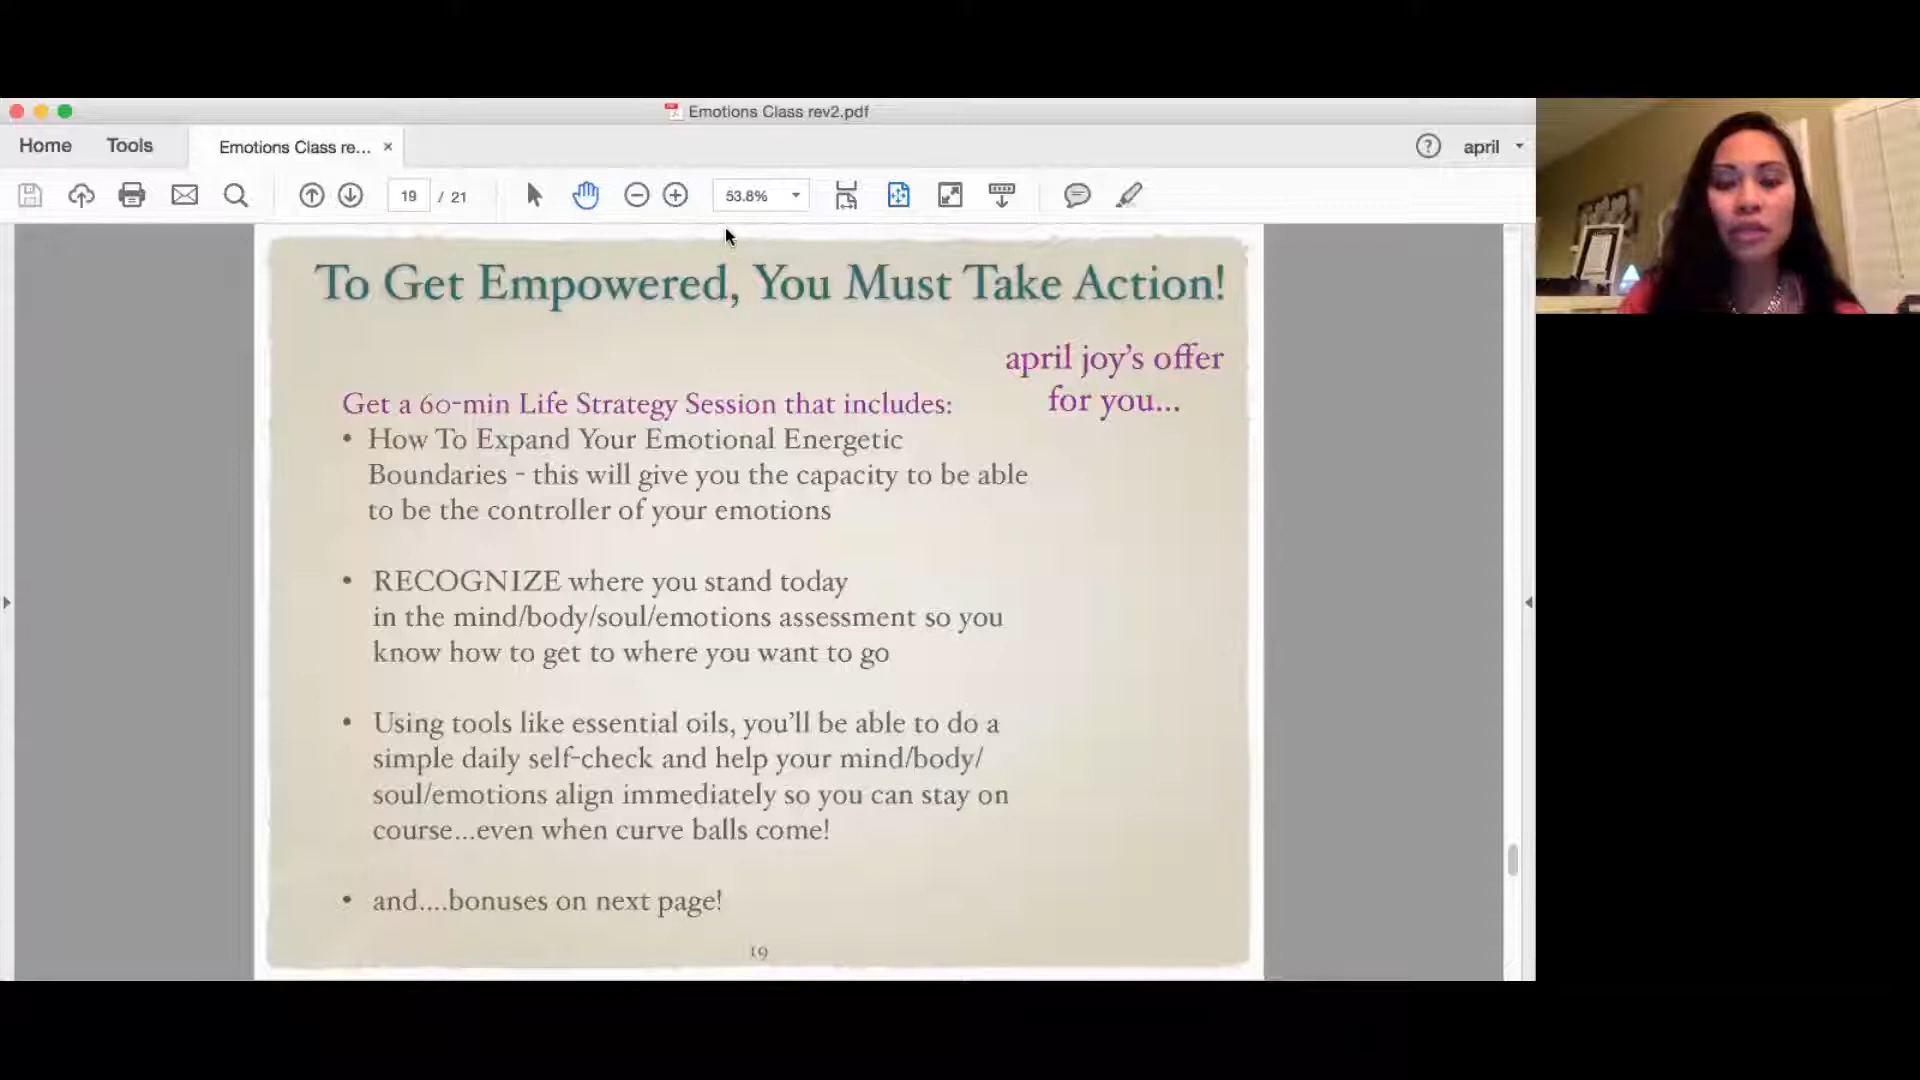 Emotions Class rev2.pdf
Home
Tools
Emotions Class re...
april
19 / 21
53.8%
To Get Empowered, You Must Take Action!
april joy's offer
for you...
Get a 60-min Life Strategy Session that includes:
• How To Expand Your Emotional Energetic
Boundaries - this will give you the capacity to be able
to be the controller of your emotions
• RECOGNIZE where you stand today
in the mind/body/soul/emotions assessment so you
know how to get to where you want to go
• Using tools like essential oils, you'll be able to do a
simple daily self-check and help your mind/body/
soul/emotions align immediately so you can stay on
course...even when curve balls come!
• and....bonuses on next page!
19